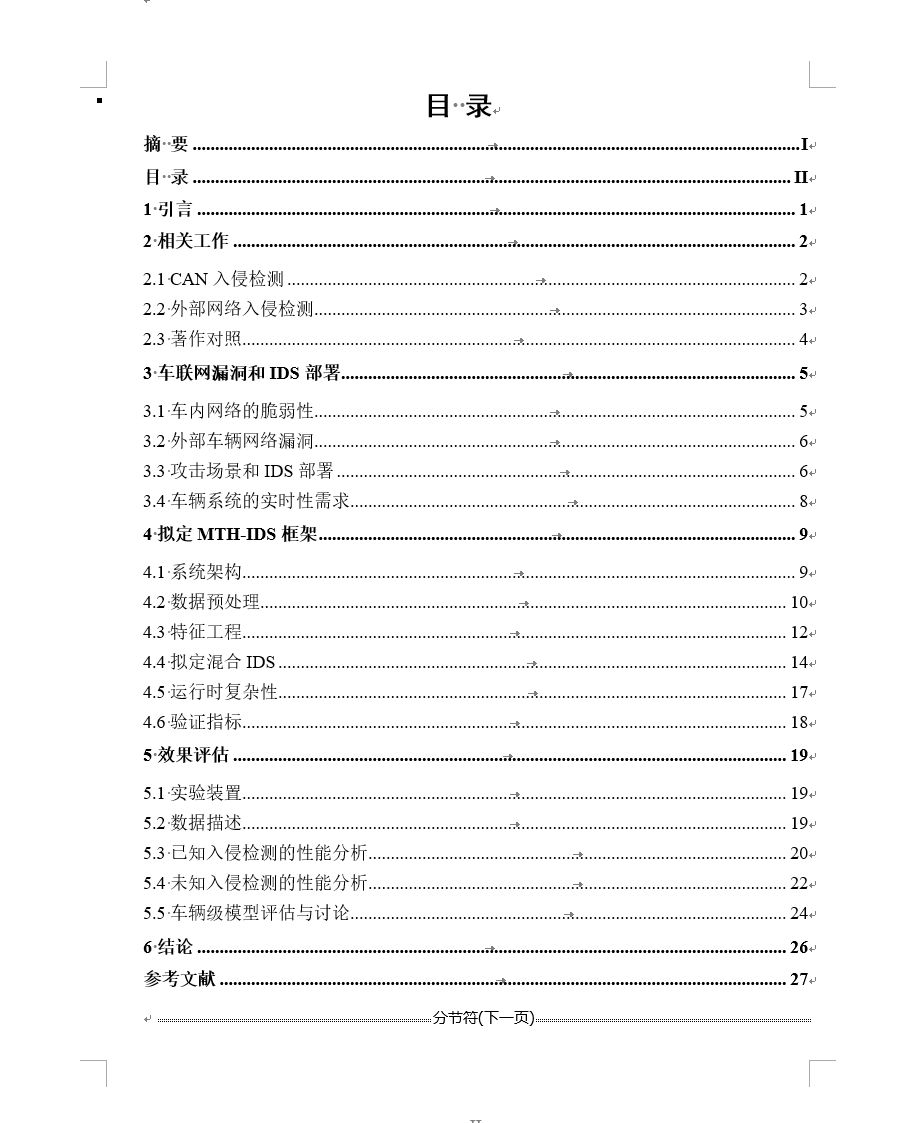 目 录
摘 要 I
目 录 II
1 引言 1
2 相关工作 2
2.1 CAN 入侵检测 2
2.2 外部网络入侵检测 3
2.3 著作对照 4
3 车联网漏洞和 IDS 部署 5
3.1 车内网络的脆弱性 5
3.2 外部车辆网络漏洞 6
3.3 攻击场景和 IDS 部署 6
3.4 车辆系统的实时性需求 8
4 拟定 MTH-IDS 框架 9
4.1 系统架构 9
4.2 数据预处理 10
4.3 特征工程 12
4.4 拟定混合 IDS 14
4.5 运行时复杂性 17
4.6 验证指标 18
5 效果评估 19
5.1 实验装置 19
5.2 数据描述 19
5.3 已知入侵检测的性能分析 20
5.4 未知入侵检测的性能分析 22
5.5 车辆级模型评估与讨论 24
6 结论 26
参考文献 27
分节符(下一页)